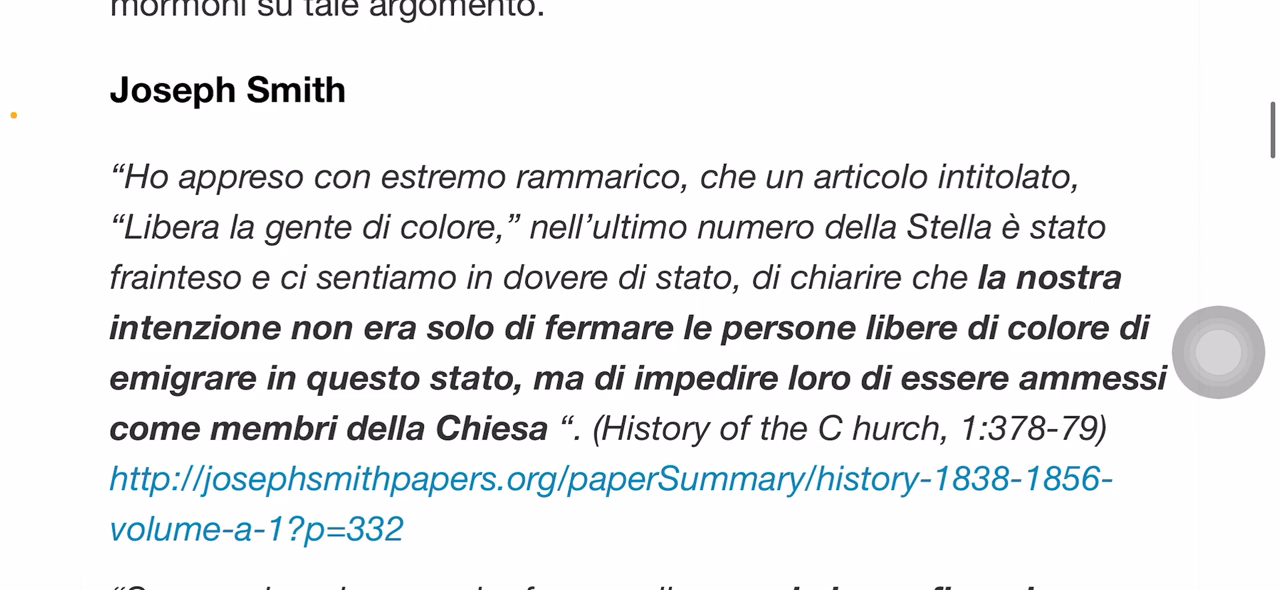 mormoni su tale argomento.
Joseph Smith
“Ho appreso con estremo rammarico, che un articolo intitolato,
“Libera la gente di colore,” nell’ultimo numero della Stella è stato
frainteso e ci sentiamo in dovere di stato, di chiarire che la nostra
intenzione non era solo di fermare le persone libere di colore di
emigrare in questo stato, ma di impedire loro di essere ammessi
come membri della Chiesa “. (History of the C hurch, 1:378-79)
http://josephsmithpapers.org/paperSummary/history-1838-1856-
volume-a-1?p=332